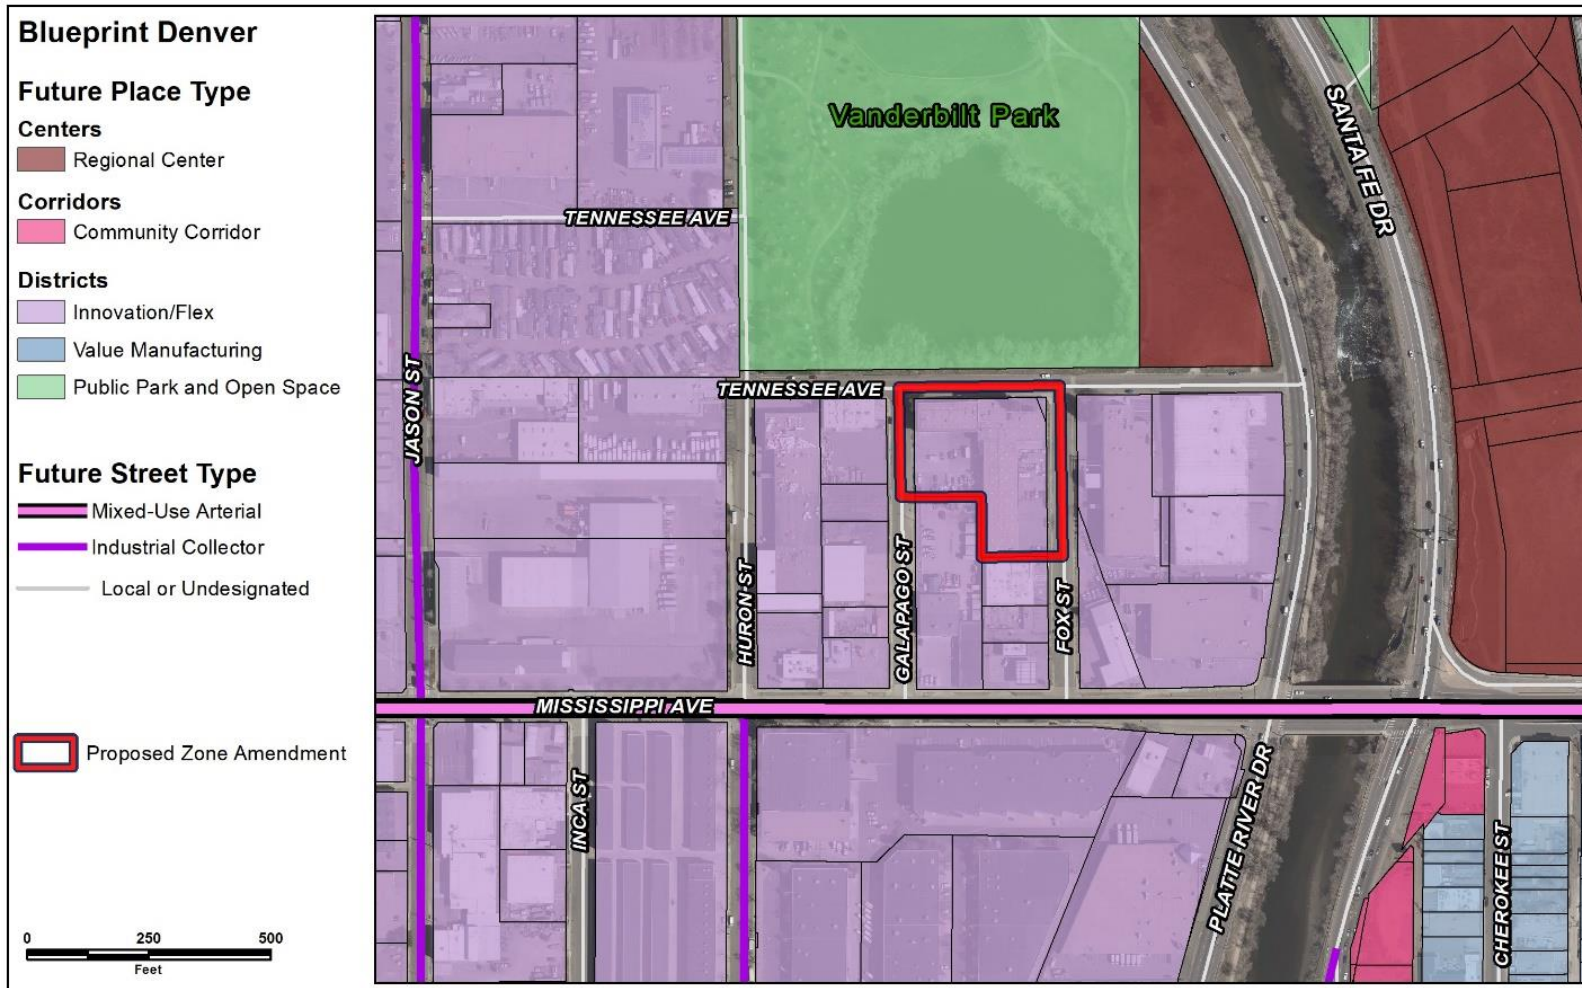 Blueprint Denver
Future Place Type
Centers
Regional Center
Corridors
Community Corridor
Districts
Innovation/Flex
Value Manufacturing
Public Park and Open Space
Future Street Type
Mixed-Use Arterial
Industrial Collector
Local or Undesignated
Proposed Zone Amendment
0 250 500
Feet
Vanderbilt Park
SANTA FE DR
TENNESSEE AVE
JASON ST
TENNESSEE AVE
HURON ST
GALAPAGO ST
FOX ST
MISSISSIPPI AVE
INCA ST
PLATTE RIVER DR
CHEROKEE ST